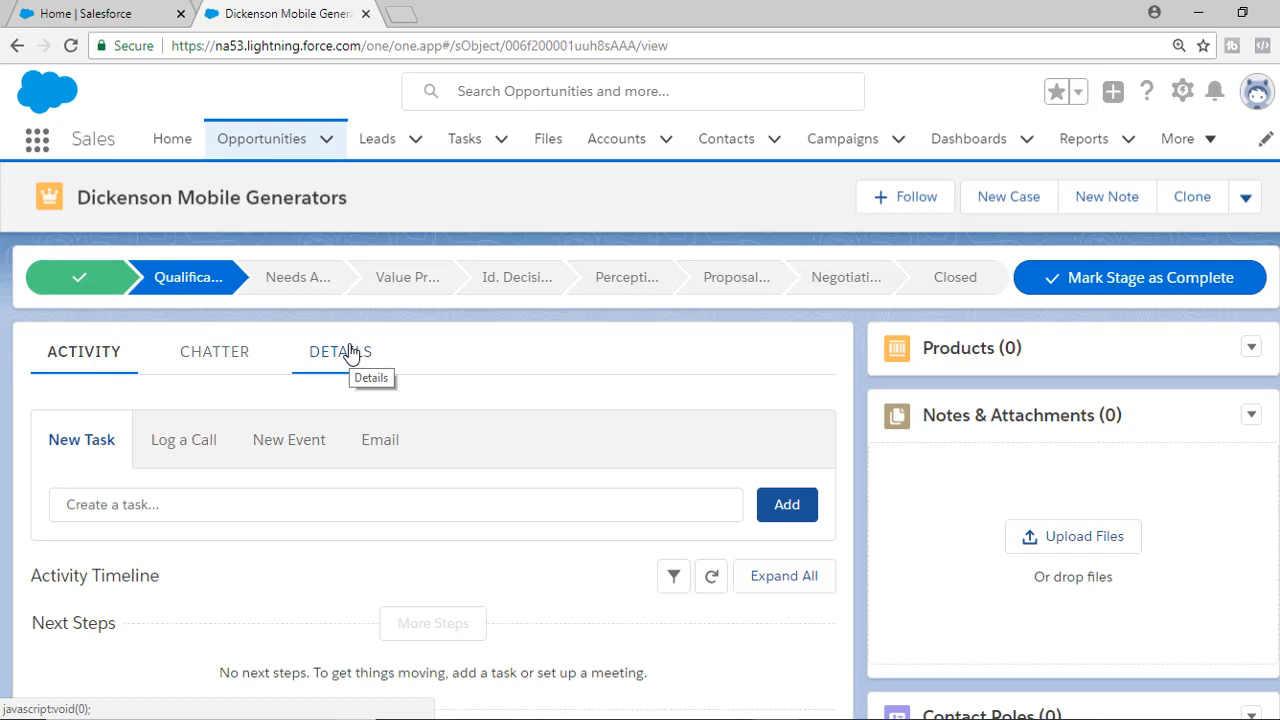 Home | Salesforce
Dickenson Mobile Genera
Secure
https://na53.lightning.force.com/one/one.app#/sObject/006f200001uuh8sAAA/view
Search Opportunities and more...
Sales
Home
Opportunities
Leads
Tasks
Files
Accounts
Contacts
Campaigns
Dashboards
Reports
More
Dickenson Mobile Generators
Follow
New Case
New Note
Clone
Qualifica...
Needs A...
Value Pr...
Id. Decisi...
Percepti...
Proposal...
Negotiati...
Closed
Mark Stage as Complete
ACTIVITY
CHATTER
DETAILS
Details
Products (0)
Notes & Attachments (0)
New Task
Log a Call
New Event
Email
Create a task...
Add
Upload Files
Or drop files
Activity Timeline
Expand All
Next Steps
More Steps
No next steps. To get things moving, add a task or set up a meeting.
javascript:void(0);
Contact Roles (0)